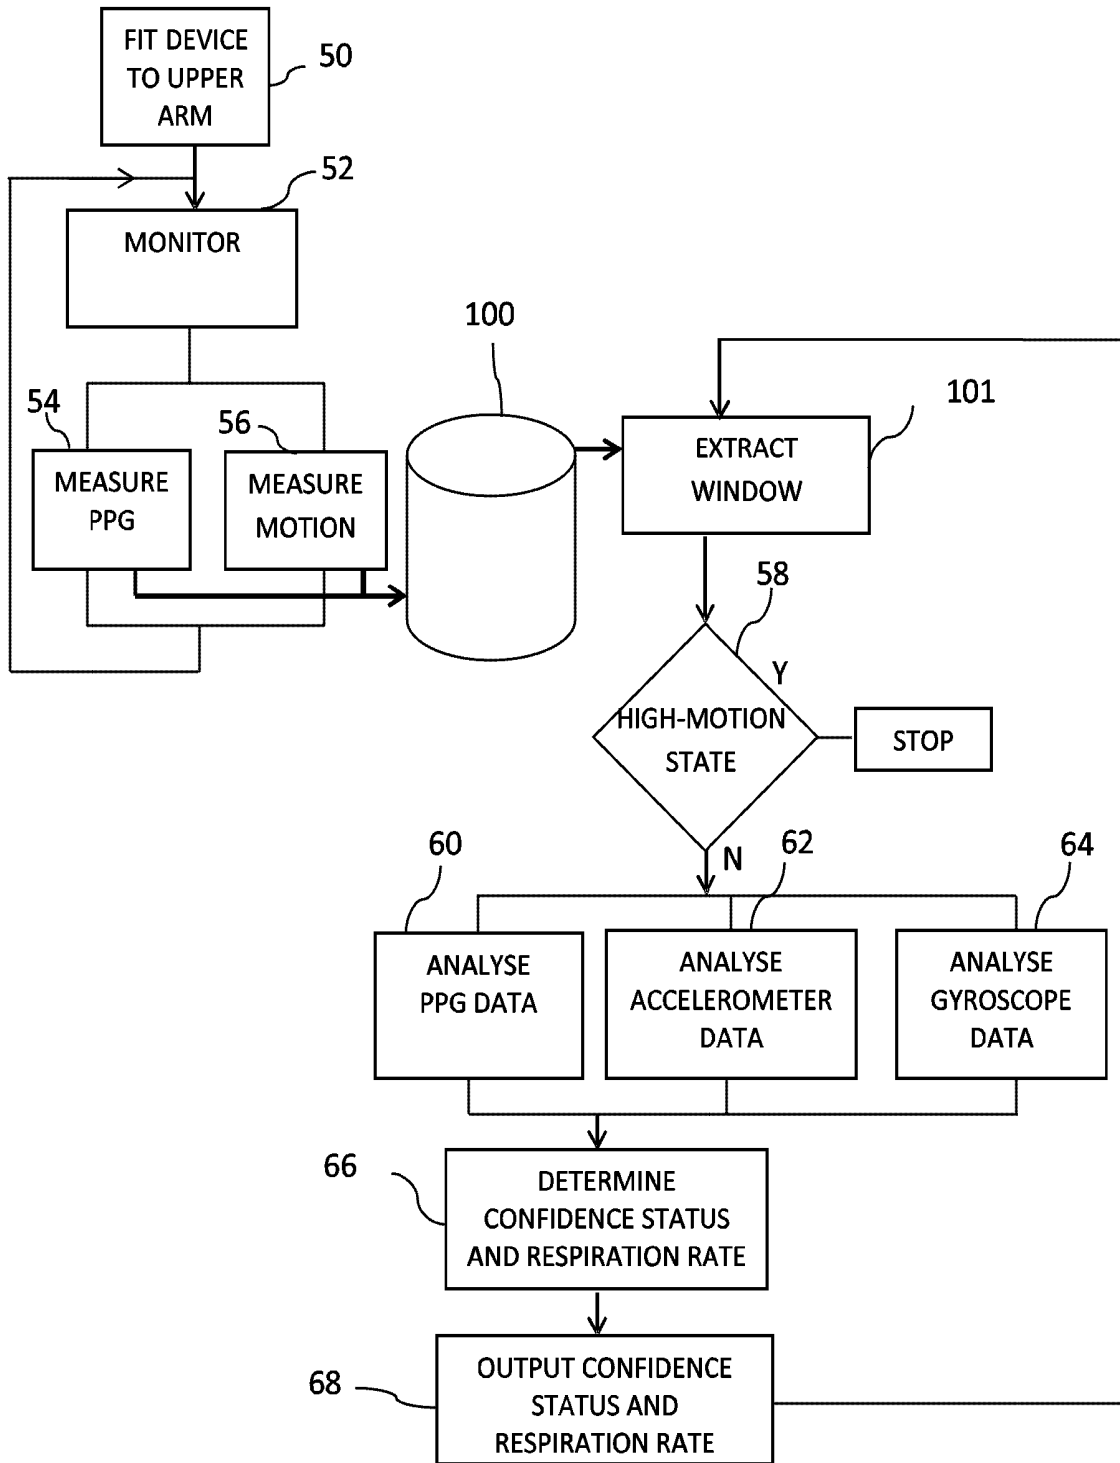 FIT DEVICE
TO UPPER
ARM
50
52
MONITOR
100
101
54
56
MEASURE
PPG
MEASURE
MOTION
EXTRACT
WINDOW
58
Y
HIGH-MOTION
STATE
STOP
N
60
62
64
ANALYSE
PPG DATA
ANALYSE
ACCELEROMETER
DATA
ANALYSE
GYROSCOPE
DATA
66
DETERMINE
CONFIDENCE STATUS
AND RESPIRATION RATE
68
OUTPUT CONFIDENCE
STATUS AND
RESPIRATION RATE